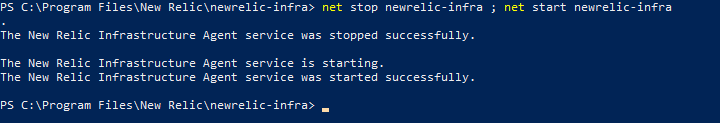 PS C:\Program Files\New Relic\newrelic-infra> net stop newrelic-infra ; net start newrelic-infra
.
The New Relic Infrastructure Agent service was stopped successfully.
The New Relic Infrastructure Agent service is starting.
The New Relic Infrastructure Agent service was started successfully.
PS C:\Program Files\New Relic\newrelic-infra>